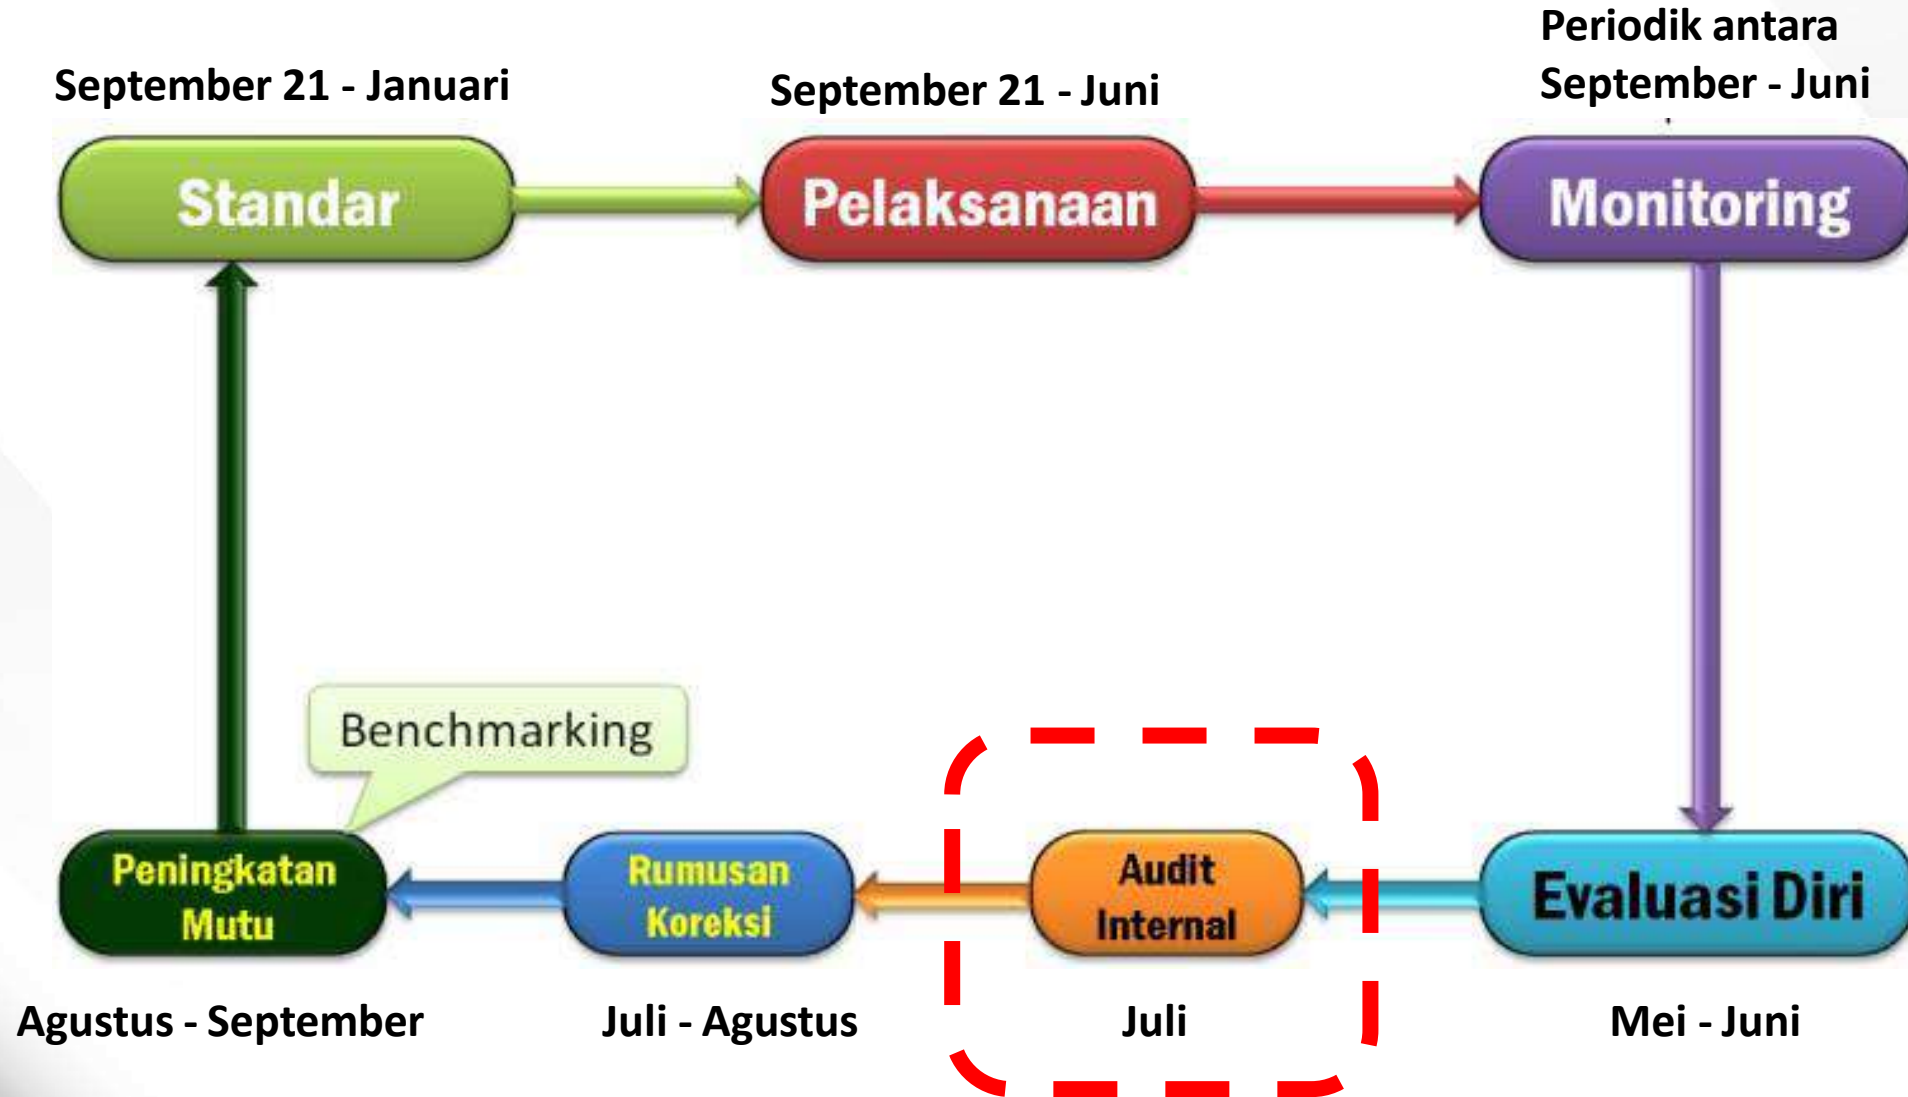 Periodik antara
September - Juni
September 21 - Januari
September 21 - Juni
Standar
Pelaksanaan
Monitoring
Benchmarking
Peningkatan
Mutu
Rumusan
Koreksi
Audit
Internal
Evaluasi Diri
Agustus - September
Juli - Agustus
Juli
Mei - Juni